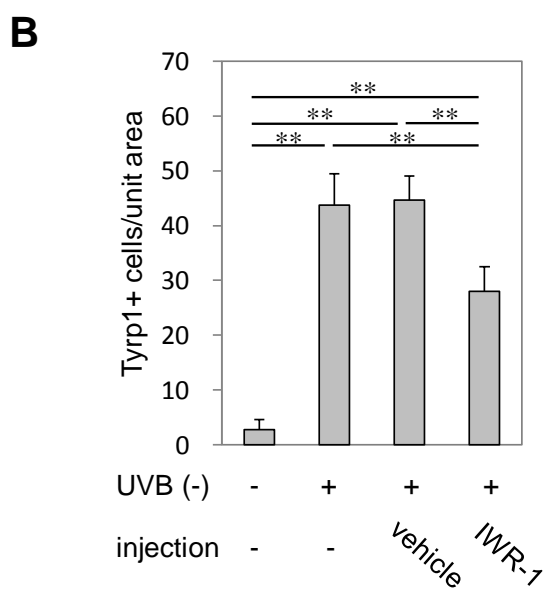 B
Tyrp1+ cells/unit area
70
60
50
40
30
20
10
0
**
** **
** **
UVB (-) - + + +
injection - - vehicle IWR-1